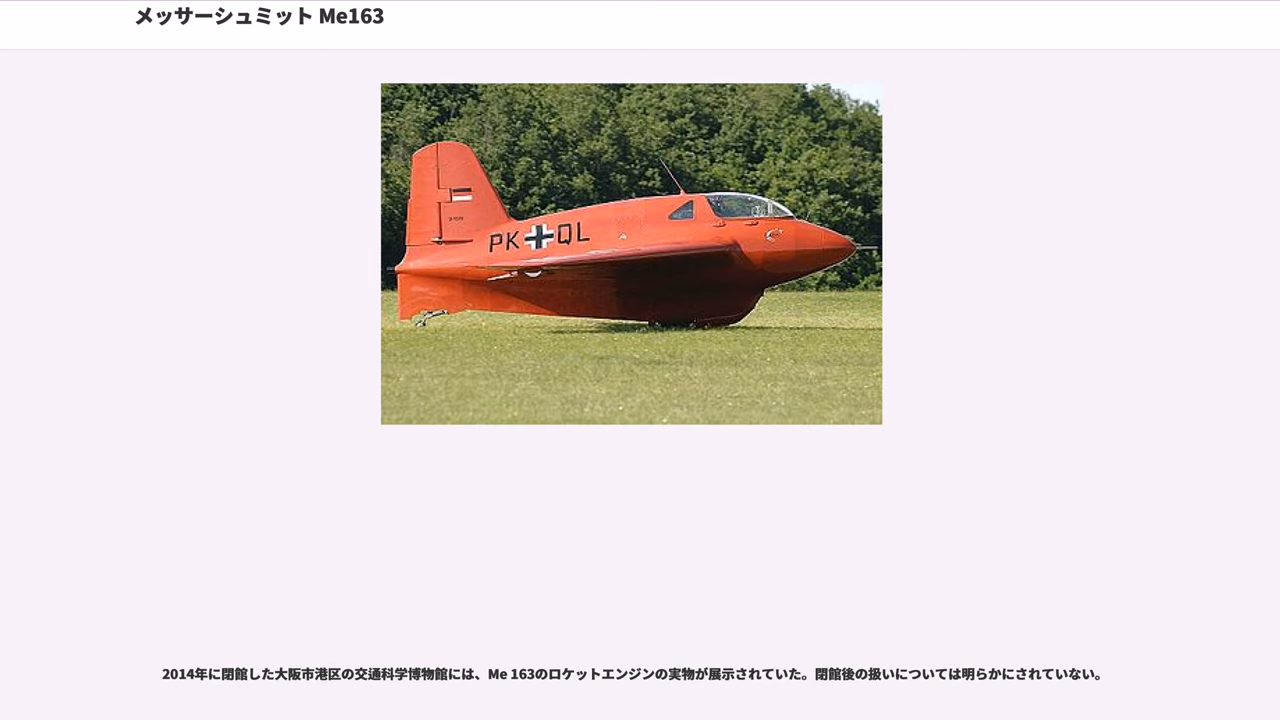 メッサーシュミット Me163
PK QL
2014年に閉館した大阪市港区の交通科学博物館には、Me 163のロケットエンジンの実物が展示されていた。閉館後の扱いについては明らかにされていない。